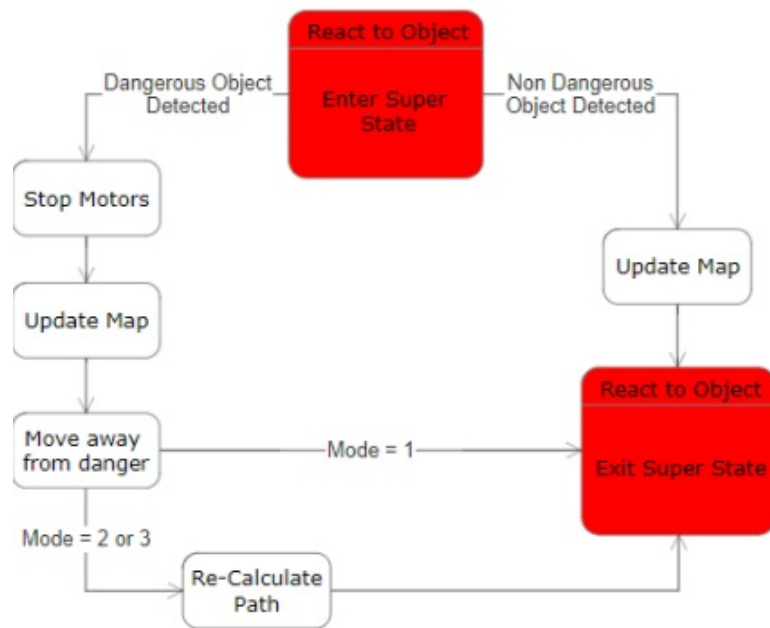 React to Object
Enter Super
State
Dangerous Object
Detected
Non Dangerous
Object Detected
Stop Motors
Update Map
Update Map
React to Object
Exit Super State
Move away
from danger
Mode = 1
Mode = 2 or 3
Re-Calculate
Path